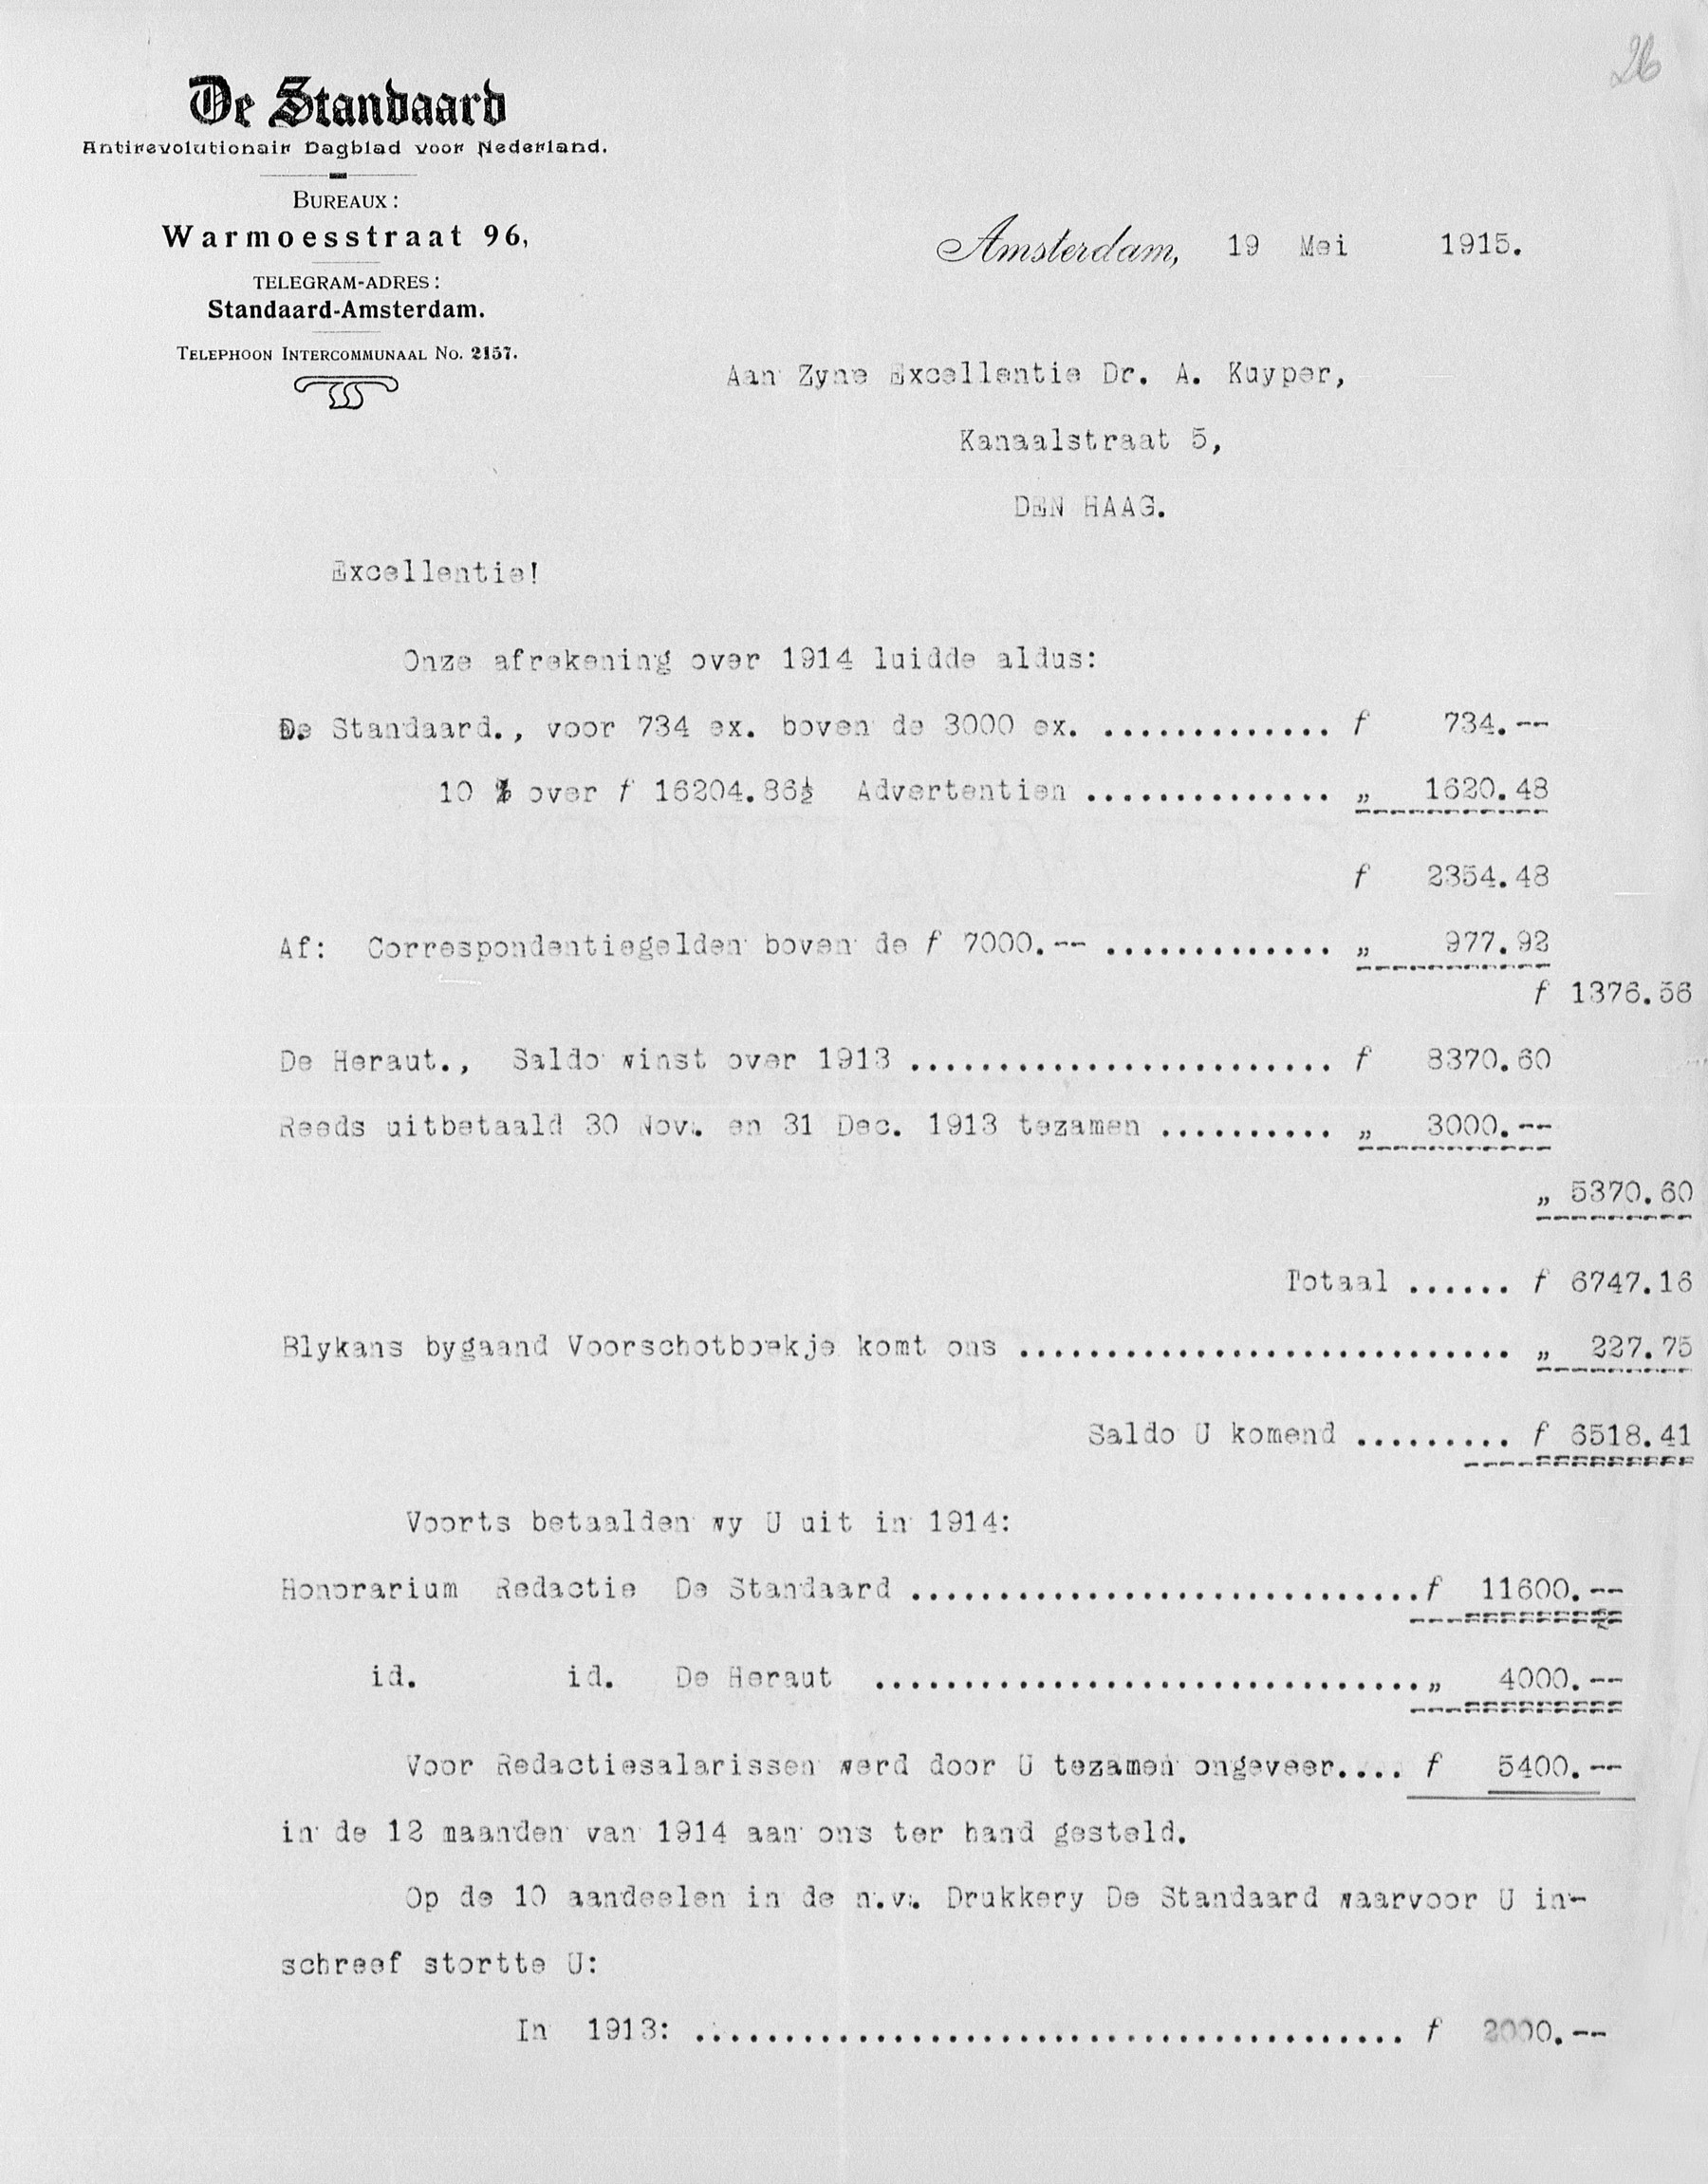 26
De Standaard
Antirevolutionair Dagblad voor Nederland.
BUREAUX:
Warmoesstraat 96,
TELEGRAM-ADRES:
Standaard-Amsterdam.
TELEPHOON INTERCOMMUNAAL No. 2157.
Amsterdam, 19 Mei 1915.
Aan Zyne Excellentie Dr. A. Kuyper,
Kanaalstraat 5,
DEN HAAG.
Excellentie!
Onze afrekening over 1914 luidde aldus:
De Standaard., voor 734 ex. boven de 3000 ex. ............. f 734.--
10 % over f 16204.86½ Advertentien .............. „ 1620.48
f 2354.48
Af: Correspondentiegelden boven de f 7000.-- ............. „ 977.92
f 1376.56
De Heraut., Saldo winst over 1913 ........................ f 8370.60
Reeds uitbetaald 30 Nov. en 31 Dec. 1913 tezamen .......... „ 3000.--
„ 5370.60
Totaal ...... f 6747.16
Blykans bygaand Voorschotboekje komt ons ............................ „ 227.75
Saldo U komend ......... f 6518.41
Voorts betaalden wy U uit in 1914:
Honorarium Redactie De Standaard .............................f 11600.--
id. id. De Heraut ...............................„ 4000.--
Voor Redactiesalarissen werd door U tezamen ongeveer.... f 5400.--
in de 12 maanden van 1914 aan ons ter hand gesteld.
Op de 10 aandeelen in de n.v. Drukkery De Standaard waarvoor U in-
schreef stortte U:
In 1913: ......................................... f 2000.--